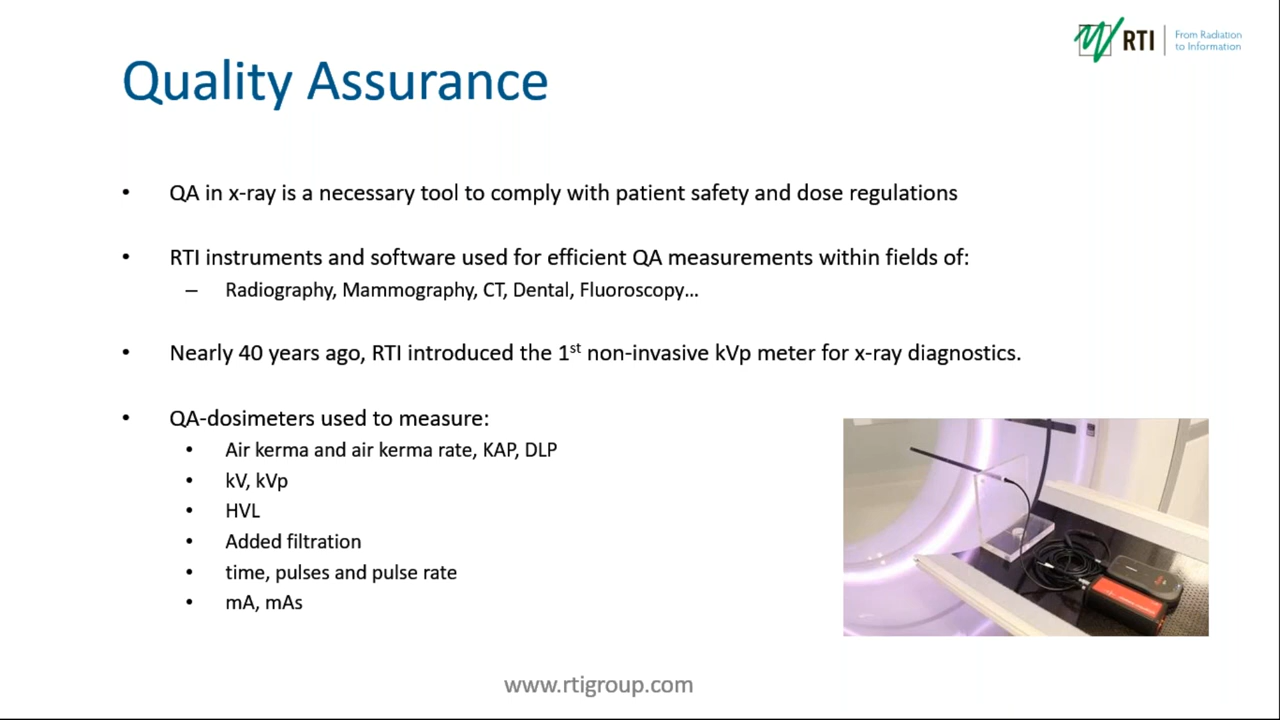 RTI
From Radiation
to Information
Quality Assurance
• QA in x-ray is a necessary tool to comply with patient safety and dose regulations
• RTI instruments and software used for efficient QA measurements within fields of:
– Radiography, Mammography, CT, Dental, Fluoroscopy...
• Nearly 40 years ago, RTI introduced the 1st non-invasive kVp meter for x-ray diagnostics.
• QA-dosimeters used to measure:
• Air kerma and air kerma rate, KAP, DLP
• kV, kVp
• HVL
• Added filtration
• time, pulses and pulse rate
• mA, mAs
www.rtigroup.com